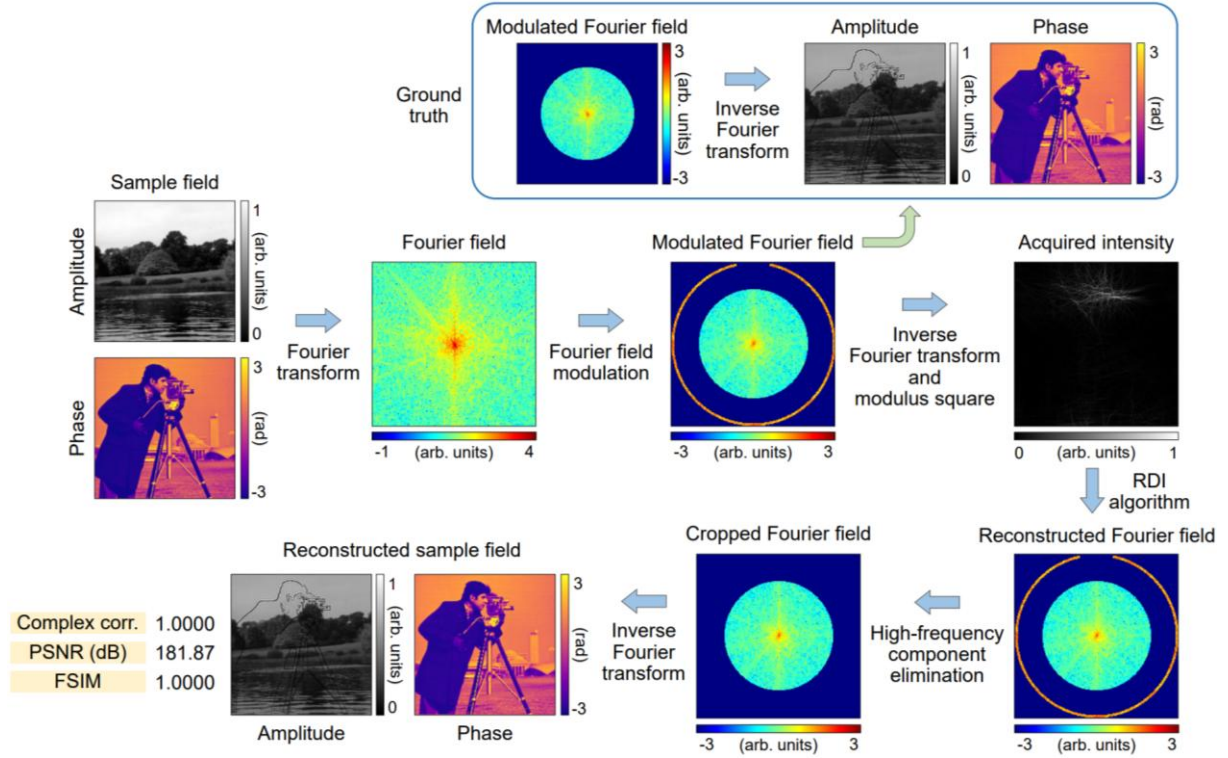 Modulated Fourier field
3
(arb. units)
-3
Ground
truth
Inverse
Fourier
transform
Amplitude
1
(arb. units)
0
Phase
3
(rad)
-3
Sample field
Amplitude
1
(arb. units)
0
Phase
3
(rad)
-3
Fourier
transform
Fourier field
-1
(arb. units)
4
Fourier field
modulation
Modulated Fourier field
-3
(arb. units)
3
Inverse
Fourier transform
and
modulus square
Acquired intensity
0
(arb. units)
1
RDI
algorithm
Reconstructed Fourier field
-3
(arb. units)
3
High-frequency
component
elimination
Cropped Fourier field
-3
(arb. units)
3
Inverse
Fourier
transform
Reconstructed sample field
1
(arb. units)
0
Amplitude
3
(rad)
-3
Phase
Complex corr. 1.0000
PSNR (dB) 181.87
FSIM 1.0000